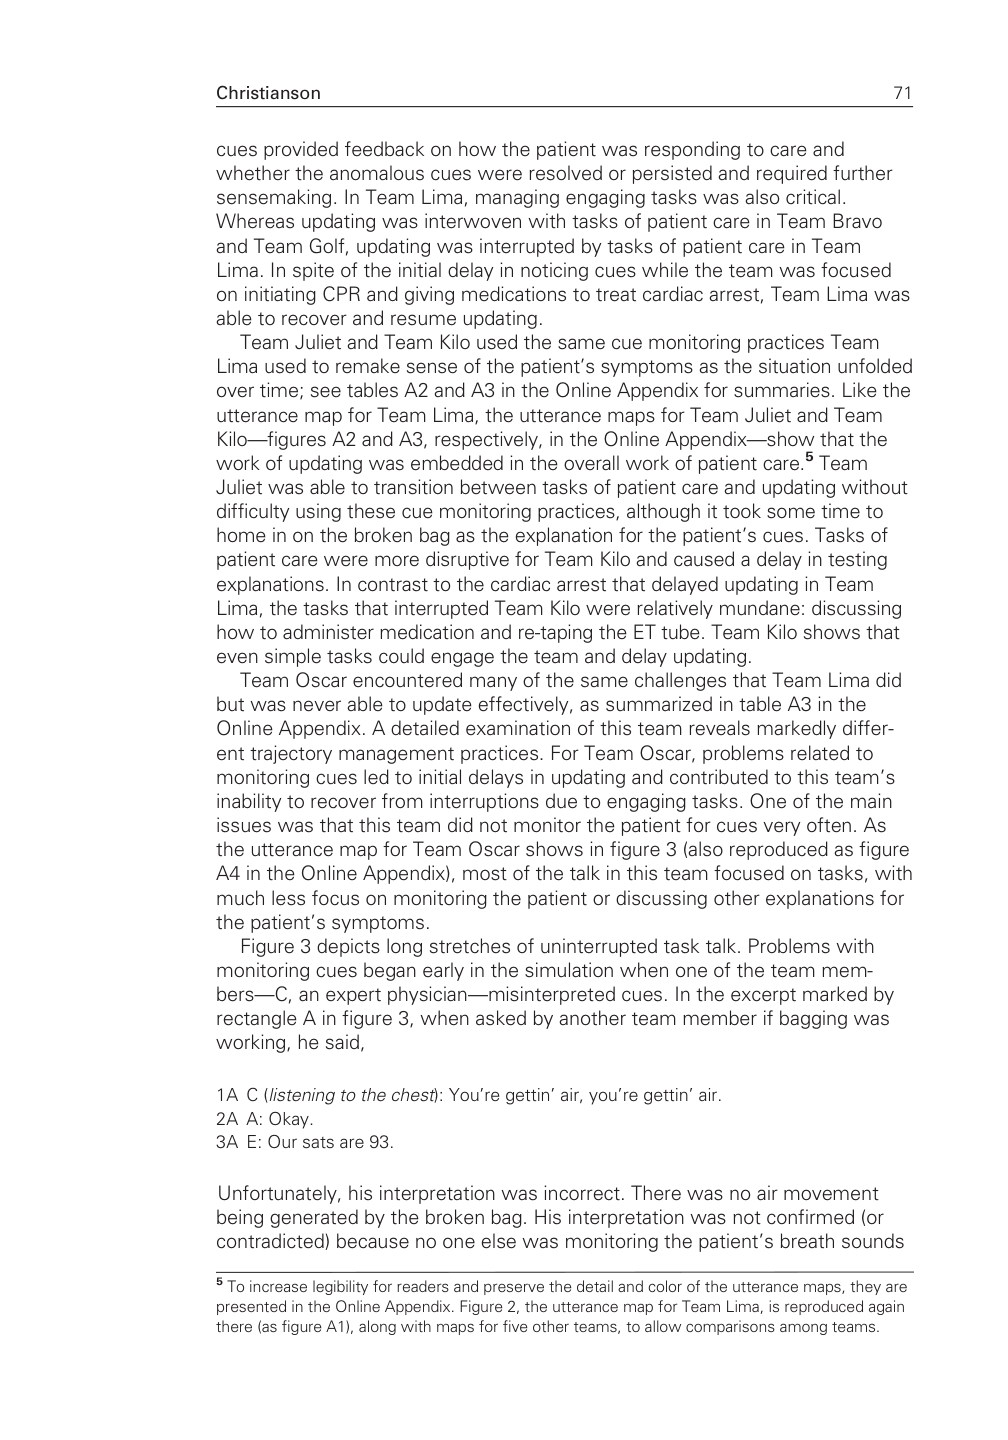 Christianson 71
cues provided feedback on how the patient was responding to care and
whether the anomalous cues were resolved or persisted and required further
sensemaking. In Team Lima, managing engaging tasks was also critical.
Whereas updating was interwoven with tasks of patient care in Team Bravo
and Team Golf, updating was interrupted by tasks of patient care in Team
Lima. In spite of the initial delay in noticing cues while the team was focused
on initiating CPR and giving medications to treat cardiac arrest, Team Lima was
able to recover and resume updating.
Team Juliet and Team Kilo used the same cue monitoring practices Team
Lima used to remake sense of the patient's symptoms as the situation unfolded
over time; see tables A2 and A3 in the Online Appendix for summaries. Like the
utterance map for Team Lima, the utterance maps for Team Juliet and Team
Kilo—figures A2 and A3, respectively, in the Online Appendix—show that the
work of updating was embedded in the overall work of patient care.5 Team
Juliet was able to transition between tasks of patient care and updating without
difficulty using these cue monitoring practices, although it took some time to
home in on the broken bag as the explanation for the patient's cues. Tasks of
patient care were more disruptive for Team Kilo and caused a delay in testing
explanations. In contrast to the cardiac arrest that delayed updating in Team
Lima, the tasks that interrupted Team Kilo were relatively mundane: discussing
how to administer medication and re-taping the ET tube. Team Kilo shows that
even simple tasks could engage the team and delay updating.
Team Oscar encountered many of the same challenges that Team Lima did
but was never able to update effectively, as summarized in table A3 in the
Online Appendix. A detailed examination of this team reveals markedly differ-
ent trajectory management practices. For Team Oscar, problems related to
monitoring cues led to initial delays in updating and contributed to this team's
inability to recover from interruptions due to engaging tasks. One of the main
issues was that this team did not monitor the patient for cues very often. As
the utterance map for Team Oscar shows in figure 3 (also reproduced as figure
A4 in the Online Appendix), most of the talk in this team focused on tasks, with
much less focus on monitoring the patient or discussing other explanations for
the patient's symptoms.
Figure 3 depicts long stretches of uninterrupted task talk. Problems with
monitoring cues began early in the simulation when one of the team mem-
bers—C, an expert physician—misinterpreted cues. In the excerpt marked by
rectangle A in figure 3, when asked by another team member if bagging was
working, he said,
1A C (listening to the chest): You're gettin' air, you're gettin' air.
2A A: Okay.
3A E: Our sats are 93.
Unfortunately, his interpretation was incorrect. There was no air movement
being generated by the broken bag. His interpretation was not confirmed (or
contradicted) because no one else was monitoring the patient's breath sounds
5 To increase legibility for readers and preserve the detail and color of the utterance maps, they are
presented in the Online Appendix. Figure 2, the utterance map for Team Lima, is reproduced again
there (as figure A1), along with maps for five other teams, to allow comparisons among teams.